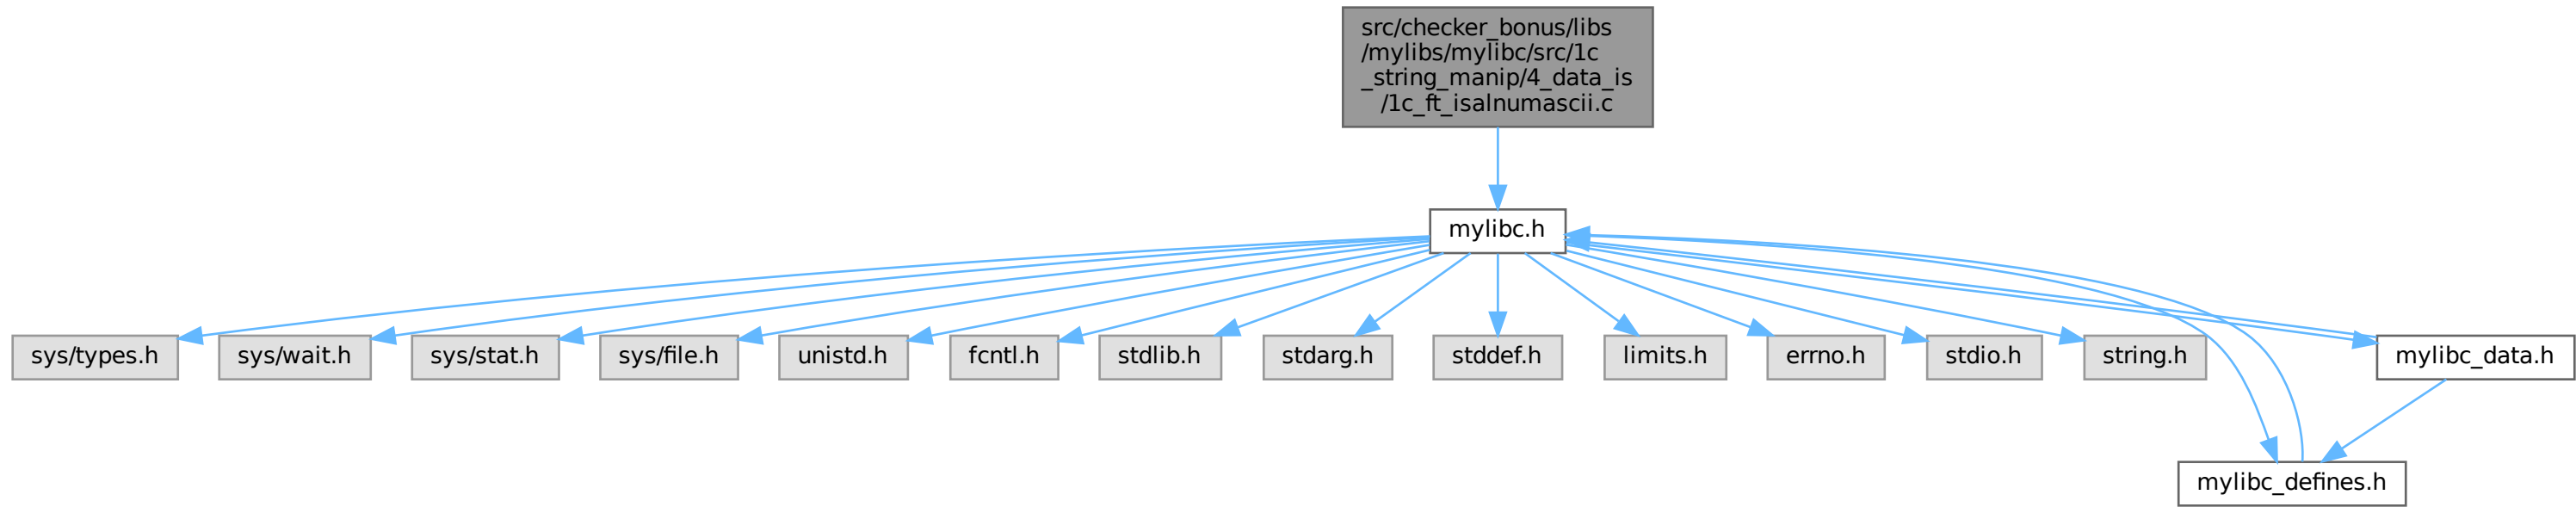 src/checker_bonus/libs
/mylibs/mylibc/src/1c
_string_manip/4_data_is
/1c_ft_isalnumascii.c
mylibc.h
sys/types.h
sys/wait.h
sys/stat.h
sys/file.h
unistd.h
fcntl.h
stdlib.h
stdarg.h
stddef.h
limits.h
errno.h
stdio.h
string.h
mylibc_data.h
mylibc_defines.h